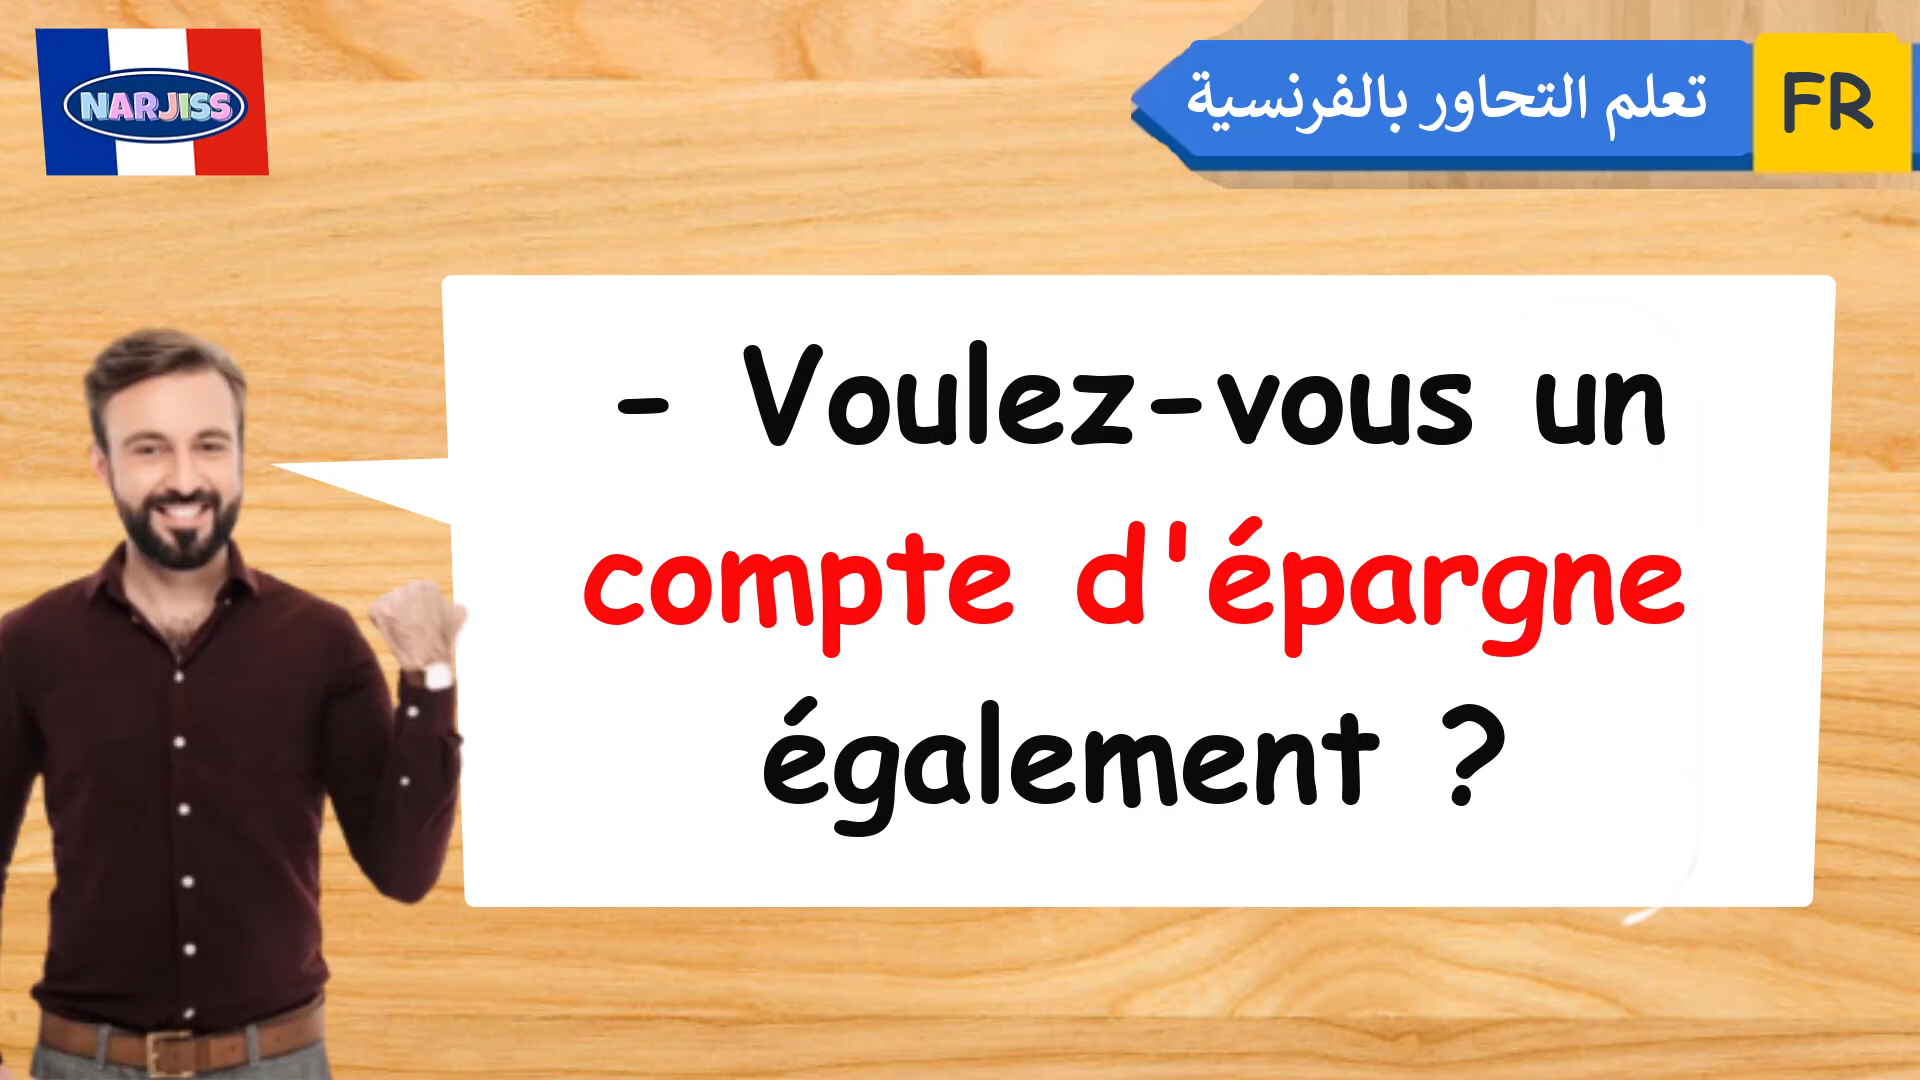 NARJISS
تعلم التحاور بالفرنسية
FR
- Voulez-vous un
compte d'épargne
également ?